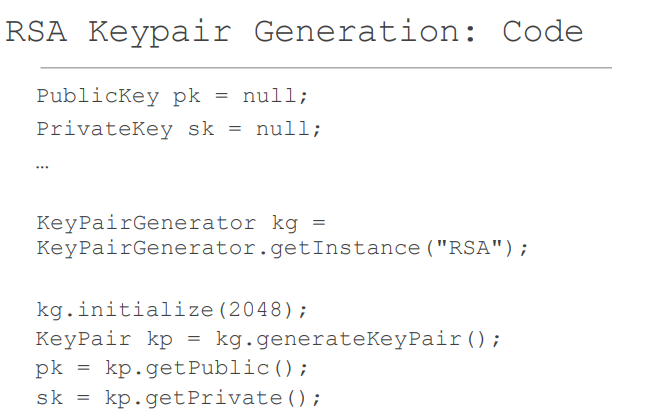 RSA Keypair Generation: Code
PublicKey pk = null;
PrivateKey sk = null;
…
KeyPairGenerator kg =
KeyPairGenerator.getInstance("RSA");
kg.initialize(2048);
KeyPair kp = kg.generateKeyPair();
pk = kp.getPublic();
sk = kp.getPrivate();